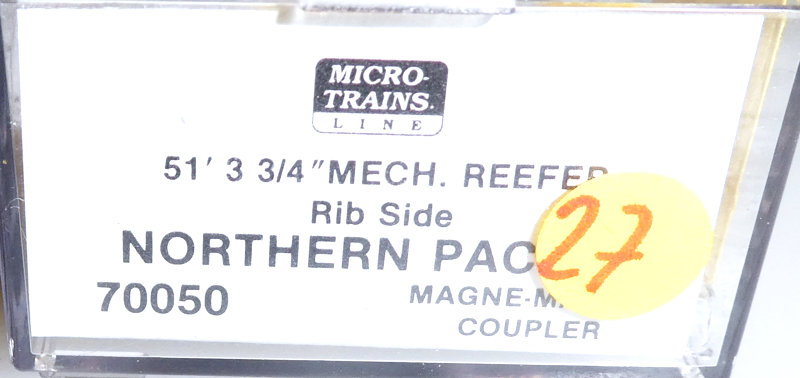 MICRO-
TRAINS.
LINE
51' 3 3/4" MECH. REEFER
Rib Side
NORTHERN PAC
70050
MAGNE-M
COUPLER
27